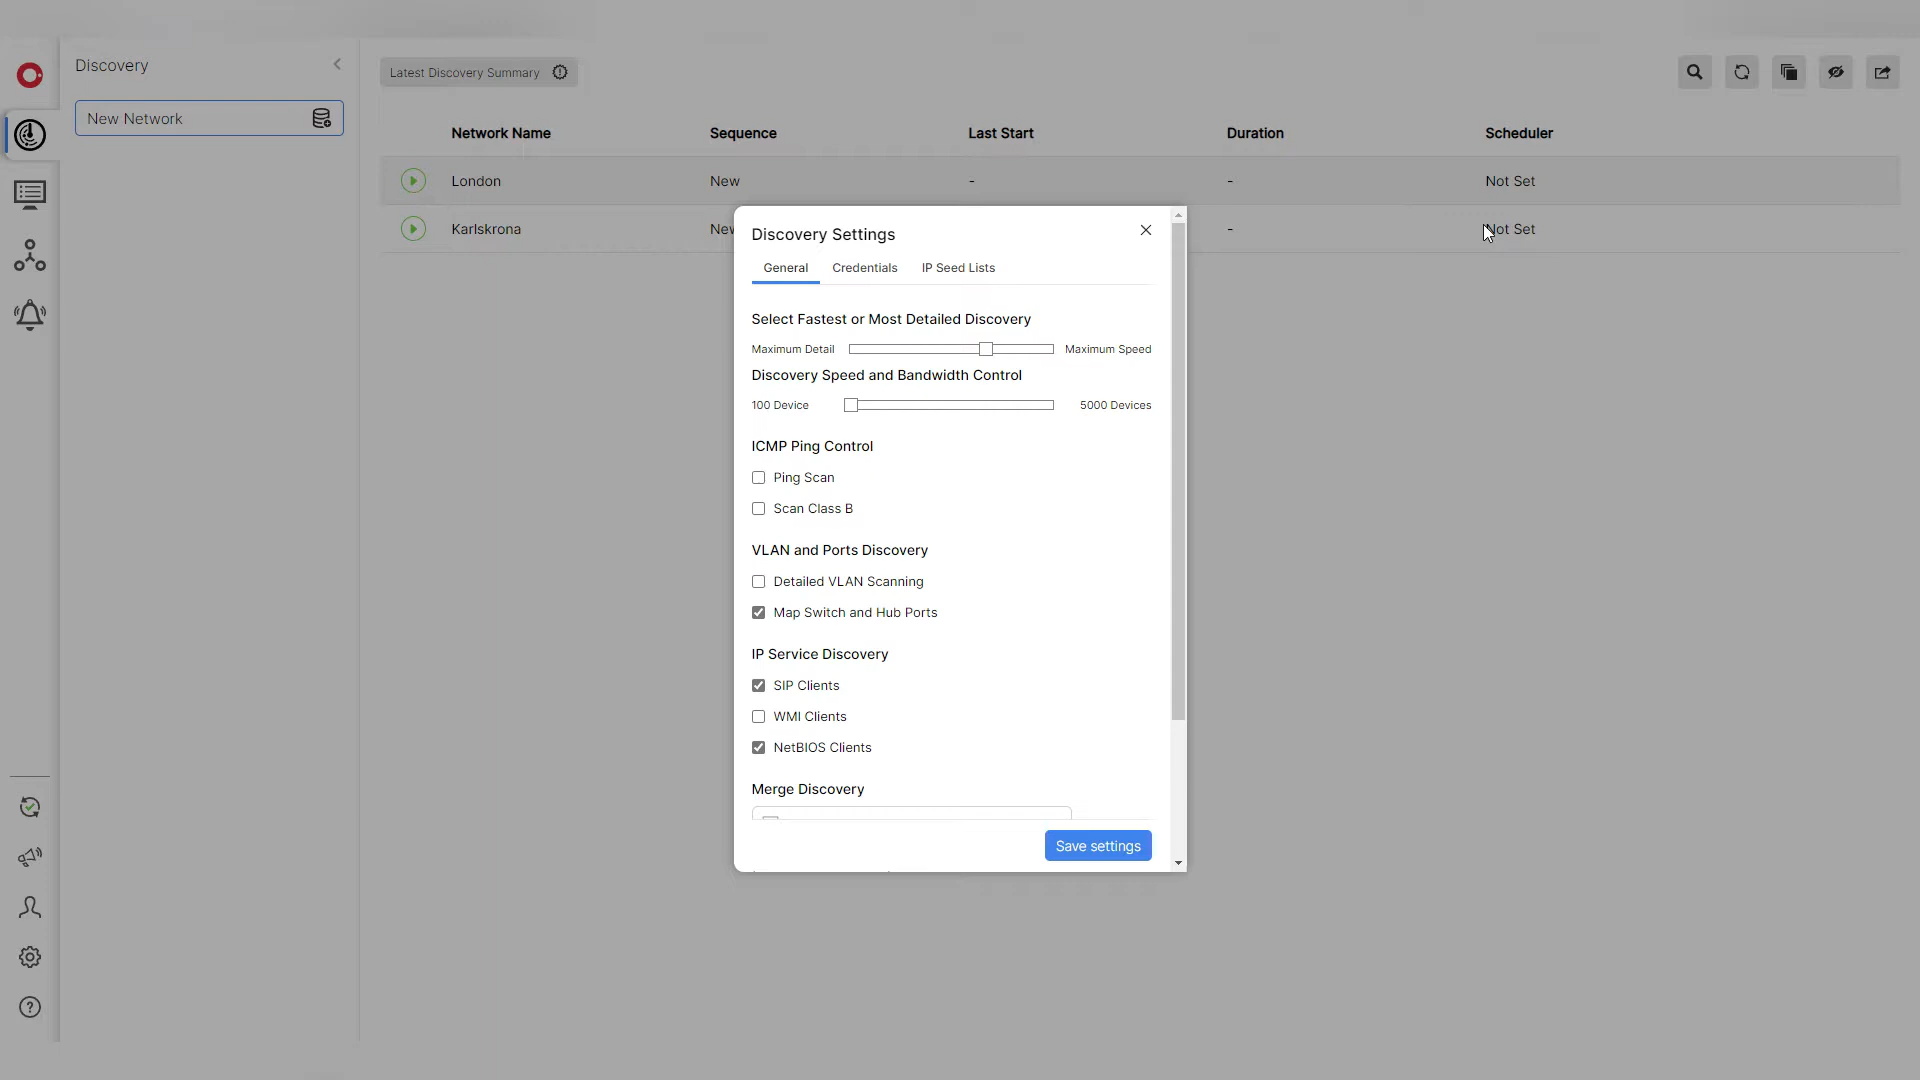 Discovery
Latest Discovery Summary
New Network
Network Name Sequence Last Start Duration Scheduler
London New - - Not Set
Karlskrona - Not Set
Discovery Settings
General Credentials IP Seed Lists
Select Fastest or Most Detailed Discovery
Maximum Detail Maximum Speed
Discovery Speed and Bandwidth Control
100 Device 5000 Devices
ICMP Ping Control
Ping Scan
Scan Class B
VLAN and Ports Discovery
Detailed VLAN Scanning
Map Switch and Hub Ports
IP Service Discovery
SIP Clients
WMI Clients
NetBIOS Clients
Merge Discovery
Save settings